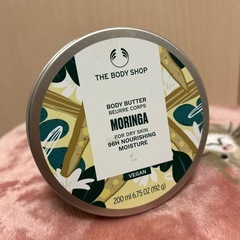 THE BODY SHOP
BODY BUTTER
BEURRE CORPS
MORINGA
FOR DRY SKIN
96H NOURISHING
MOISTURE
VEGAN
200 ml 6.75 OZ (192 g)